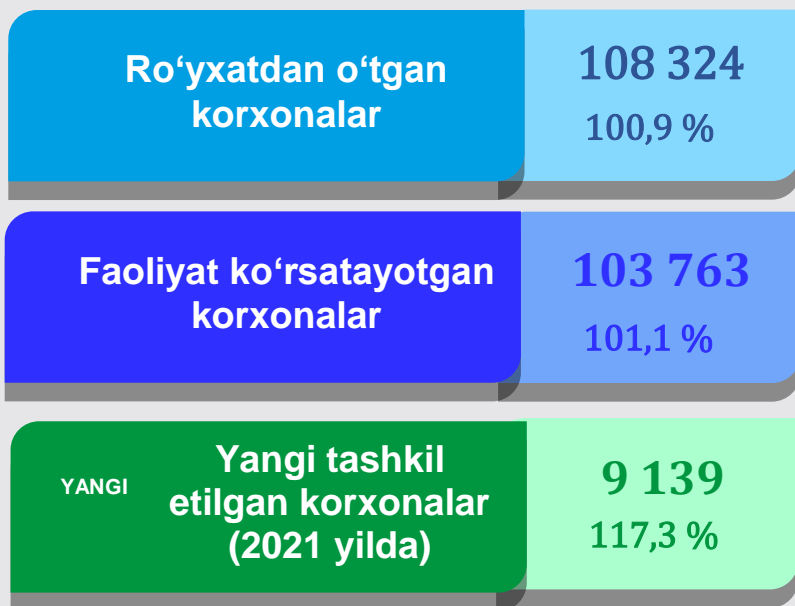 Ro‘yxatdan o‘tgan
korxonalar
108 324
100,9 %
Faoliyat ko‘rsatayotgan
korxonalar
103 763
101,1 %
YANGI
Yangi tashkil
etilgan korxonalar
(2021 yilda)
9 139
117,3 %